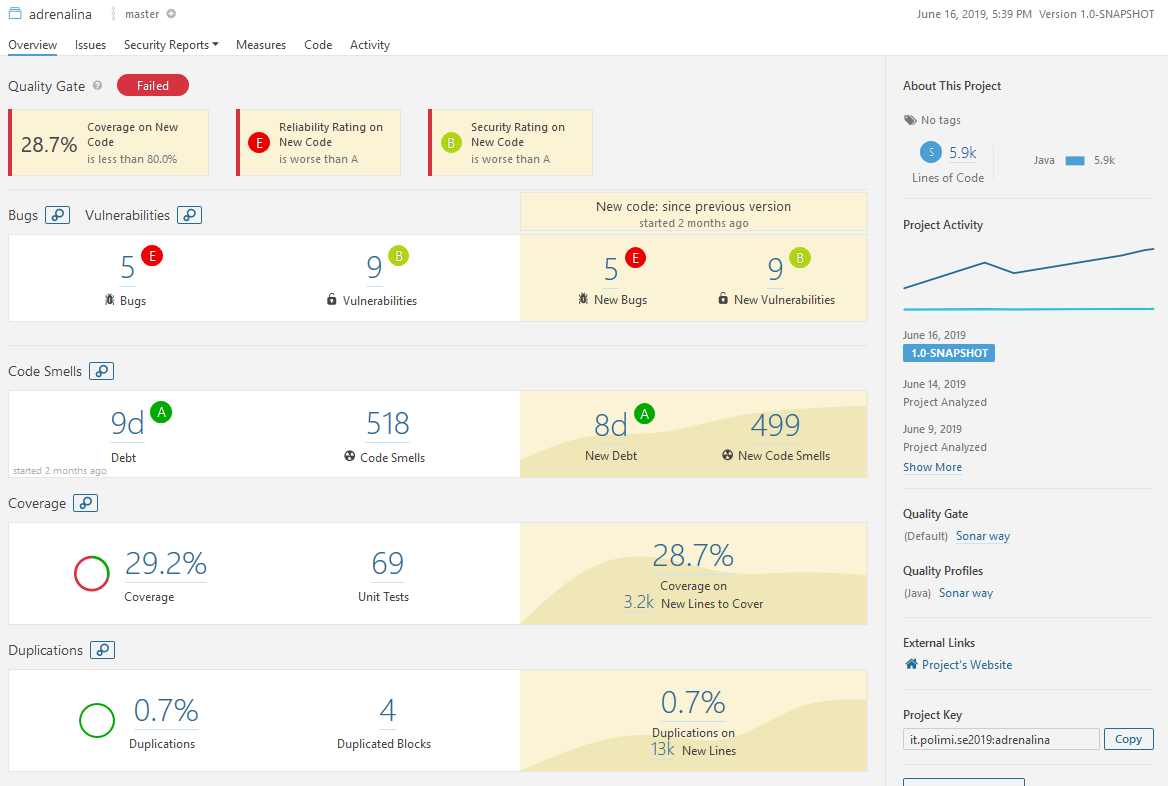 adrenalina master June 16, 2019, 5:39 PM Version 1.0-SNAPSHOT
Overview Issues Security Reports Measures Code Activity
Quality Gate ? Failed
28.7% Coverage on New
Code
is less than 80.0%
E Reliability Rating on
New Code
is worse than A
B Security Rating on
New Code
is worse than A
Bugs Vulnerabilities
New code: since previous version
started 2 months ago
5 E
Bugs
9 B
Vulnerabilities
5 E
New Bugs
9 B
New Vulnerabilities
Code Smells
9d A
Debt
started 2 months ago
518
Code Smells
8d A
New Debt
499
New Code Smells
Coverage
29.2%
Coverage
69
Unit Tests
28.7%
Coverage on
3.2k New Lines to Cover
Duplications
0.7%
Duplications
4
Duplicated Blocks
0.7%
Duplications on
13k New Lines
About This Project
No tags
S 5.9k
Lines of Code
Java 5.9k
Project Activity
June 16, 2019
1.0-SNAPSHOT
June 14, 2019
Project Analyzed
June 9, 2019
Project Analyzed
Show More
Quality Gate
(Default) Sonar way
Quality Profiles
(Java) Sonar way
External Links
Project's Website
Project Key
it.polimi.se2019:adrenalina Copy